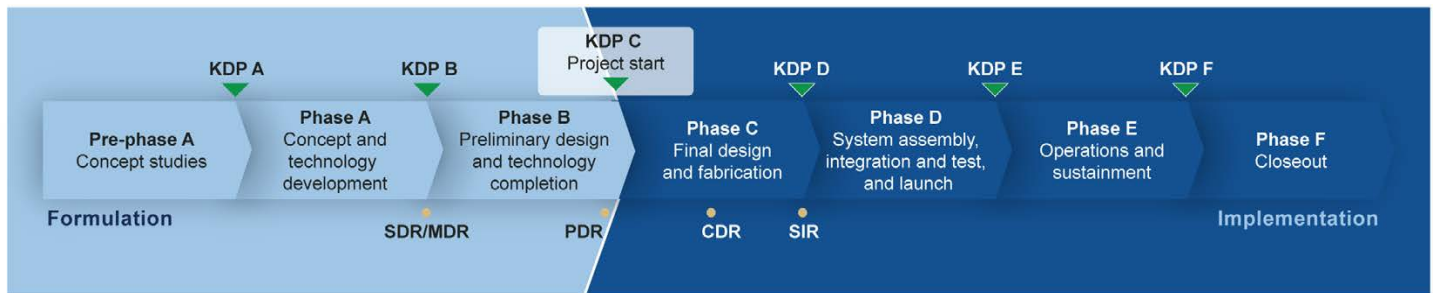 KDP A
KDP B
KDP C
Project start
KDP D
KDP E
KDP F
Pre-phase A
Concept studies
Phase A
Concept and
technology
development
Phase B
Preliminary design
and technology
completion
Phase C
Final design
and fabrication
Phase D
System assembly,
integration and test,
and launch
Phase E
Operations and
sustainment
Phase F
Closeout
Formulation
SDR/MDR
PDR
CDR
SIR
Implementation